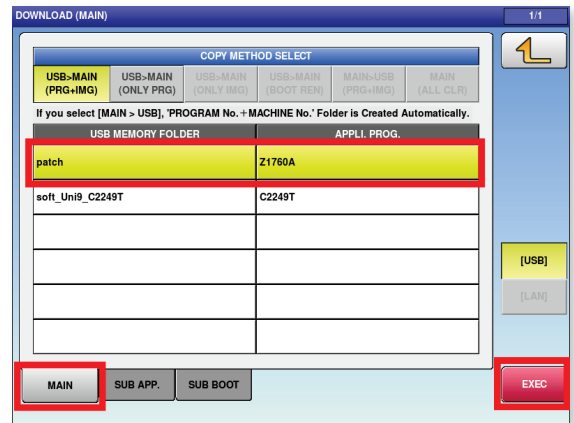 DOWNLOAD (MAIN)
1/1
COPY METHOD SELECT
USB>MAIN (PRG+IMG)
USB>MAIN (ONLY PRG)
USB>MAIN (ONLY IMG)
USB>MAIN (BOOT REN)
MAIN>USB (PRG+IMG)
MAIN (ALL CLR)
If you select [MAIN > USB], 'PROGRAM No.+MACHINE No.' Folder is Created Automatically.
USB MEMORY FOLDER
APPLI. PROG.
patch
Z1760A
soft_Uni9_C2249T
C2249T
[USB]
[LAN]
MAIN
SUB APP.
SUB BOOT
EXEC